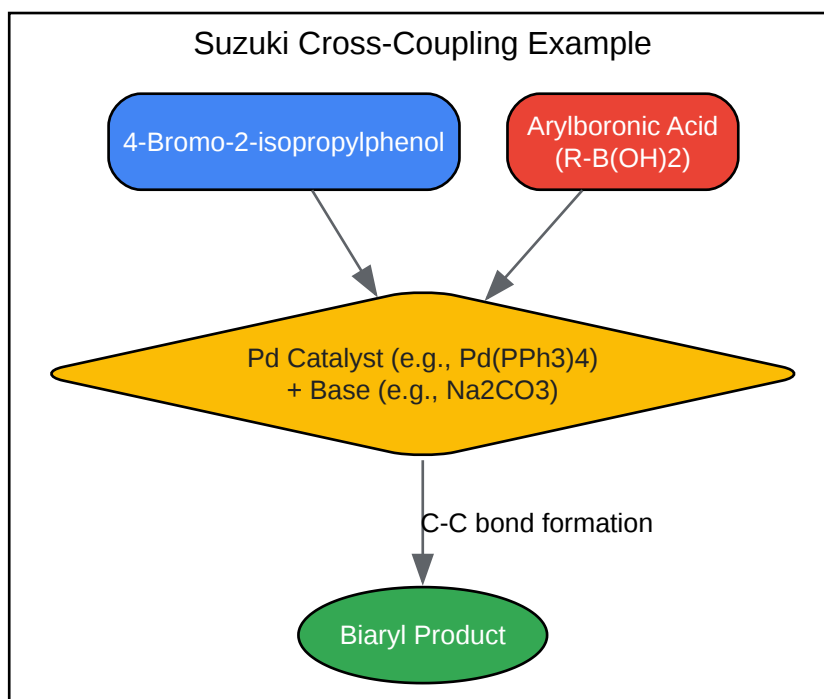 Suzuki Cross-Coupling Example
4-Bromo-2-isopropylphenol
Arylboronic Acid
(R-B(OH)2)
Pd Catalyst (e.g., Pd(PPh3)4)
+ Base (e.g., Na2CO3)
C-C bond formation
Biaryl Product